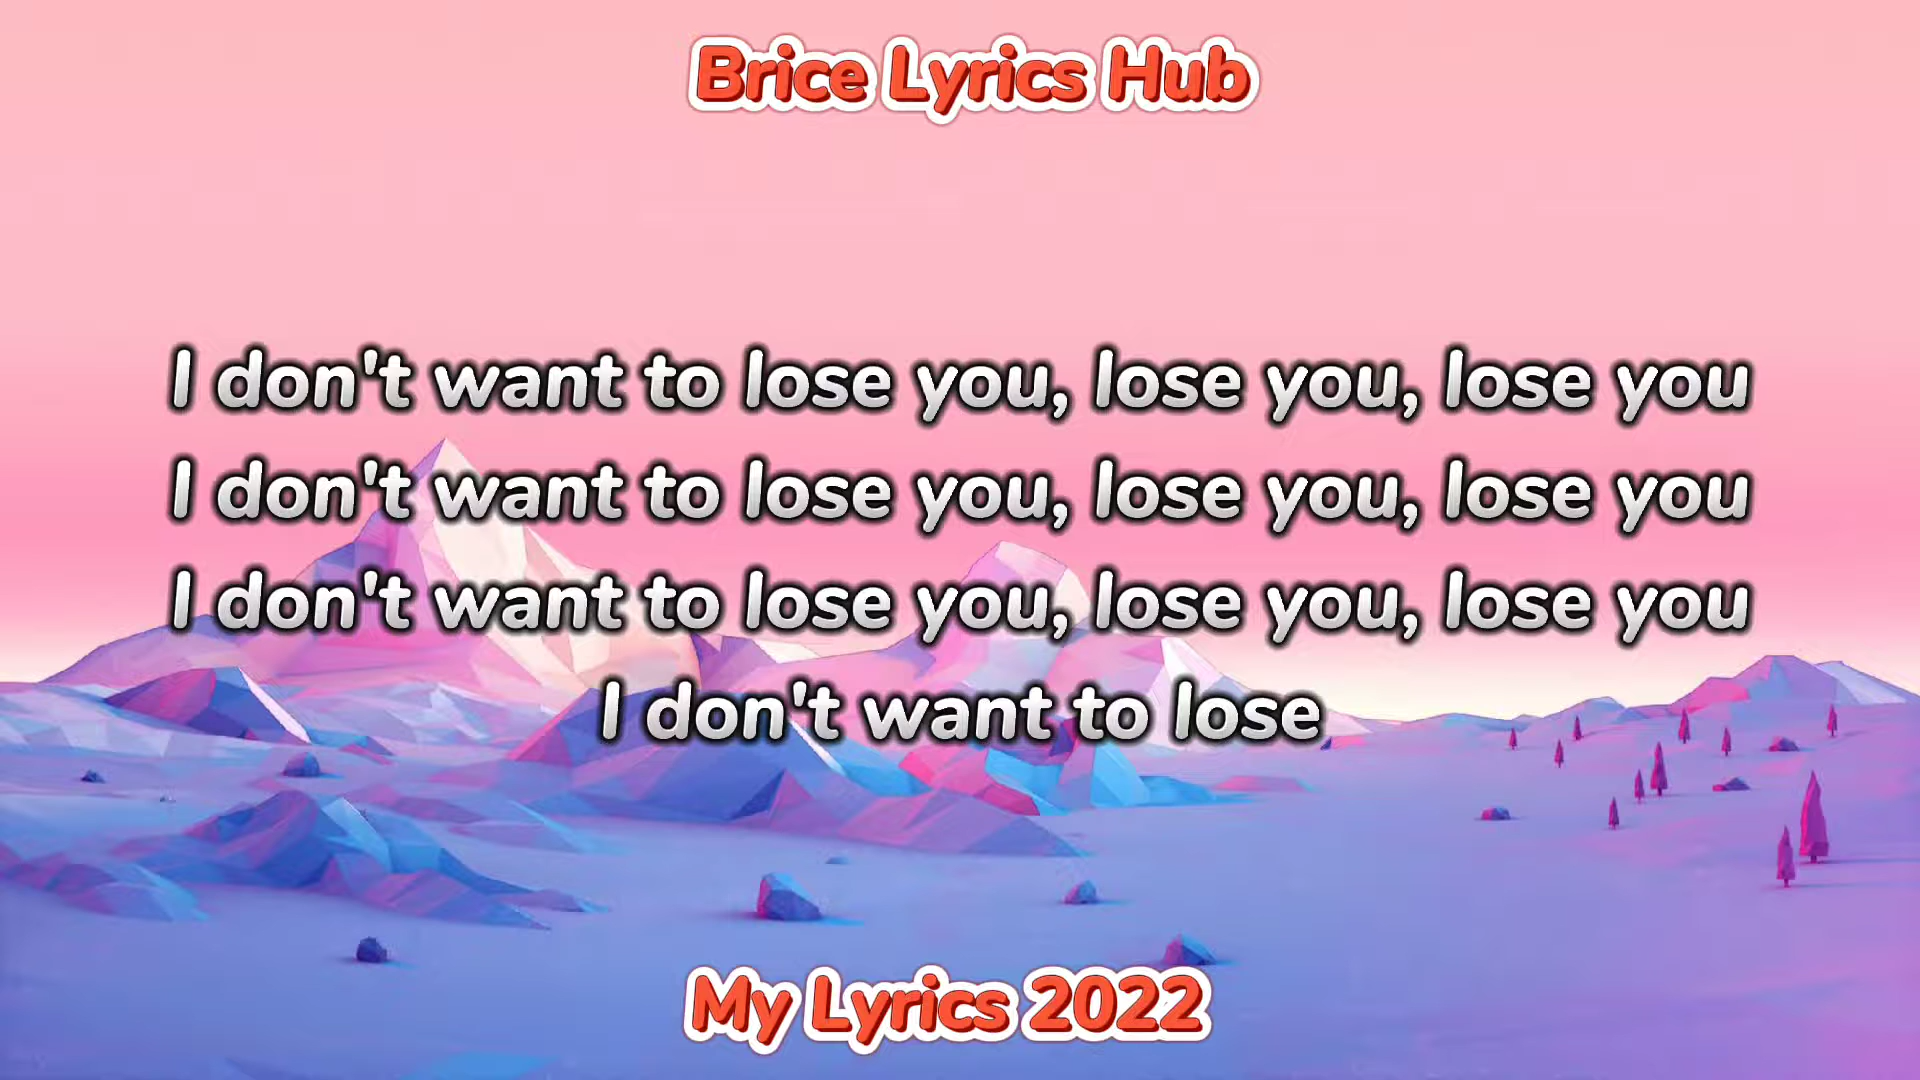 Brice Lyrics Hub
I don't want to lose you, lose you, lose you
I don't want to lose you, lose you, lose you
I don't want to lose you, lose you, lose you
I don't want to lose
My Lyrics 2022